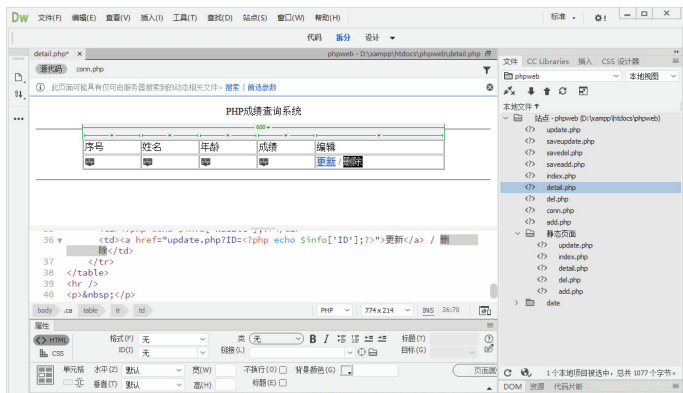 Dw 文件(F) 编辑(E) 查看(V) 插入(I) 工具(T) 查找(D) 站点(S) 窗口(W) 帮助(H) 标准
代码 拆分 设计
detail.php* × phpweb - D:\xampp\htdocs\phpweb\detail.php
源代码 conn.php
此页面可能具有仅可由服务器搜索到的动态相关文件。 搜索 | 首选参数
PHP成绩查询系统
600
序号 姓名 年龄 成绩 编辑
更新 / 删除
36 <td><a href="update.php?ID=<?php echo $info['ID'];?>">更新</a> / 删
除</td>
37 </tr>
38 </table>
39 <hr />
40 <p>&nbsp;</p>
body .ca table tr td PHP 774 x 214 INS 36:70
属性
<> HTML 格式(F) 无 类 (无 B I 标题(T)
CSS ID(I) 无 链接(L) 目标(G)
单元格 水平(Z) 默认 宽(W) 不换行(O) 背景颜色(G)
垂直(T) 默认 高(H) 标题(E)
文件 CC Libraries 插入 CSS 设计器
phpweb 本地视图
本地文件
站点 - phpweb (D:\xampp\htdocs\phpweb)
update.php
saveupdate.php
savedel.php
saveadd.php
index.php
detail.php
del.php
conn.php
add.php
静态页面
update.php
index.php
detail.php
del.php
add.php
date
1 个本地项目被选中，总共 1077 个字节。
DOM 资源 代码片断